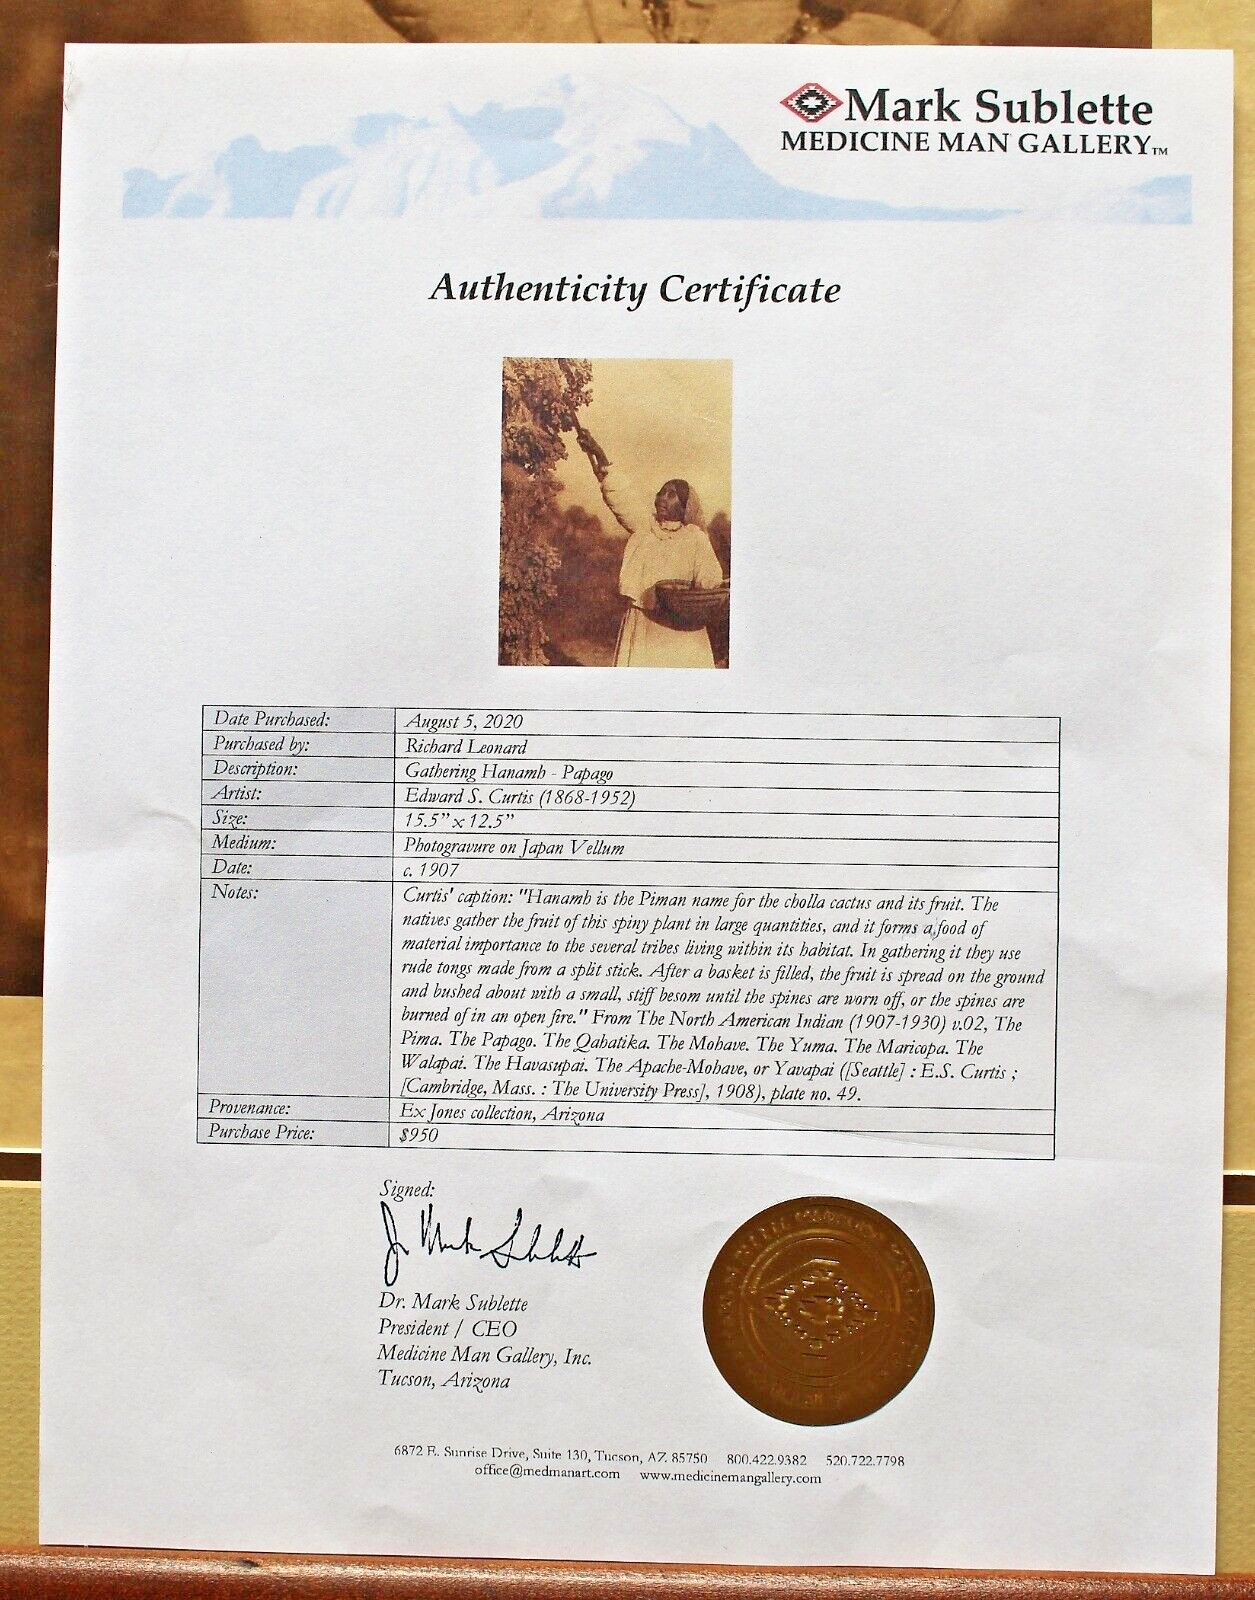 Mark Sublette
MEDICINE MAN GALLERY™
Authenticity Certificate
Date Purchased: August 5, 2020
Purchased by: Richard Leonard
Description: Gathering Hanamh - Papago
Artist: Edward S. Curtis (1868-1952)
Size: 15.5" x 12.5"
Medium: Photogravure on Japan Vellum
Date: c. 1907
Notes: Curtis' caption: "Hanamh is the Piman name for the cholla cactus and its fruit. The
natives gather the fruit of this spiny plant in large quantities, and it forms a food of
material importance to the several tribes living within its habitat. In gathering it they use
rude tongs made from a split stick. After a basket is filled, the fruit is spread on the ground
and bushed about with a small, stiff besom until the spines are worn off, or the spines are
burned of in an open fire." From The North American Indian (1907-1930) v.02, The
Pima. The Papago. The Qahatika. The Mohave. The Yuma. The Maricopa. The
Walapai. The Havasupai. The Apache-Mohave, or Yavapai ([Seattle] : E.S. Curtis ;
[Cambridge, Mass. : The University Press], 1908), plate no. 49.
Provenance: Ex Jones collection, Arizona
Purchase Price: $950
Signed:
J. Mark Sublette
Dr. Mark Sublette
President / CEO
Medicine Man Gallery, Inc.
Tucson, Arizona
6872 E. Sunrise Drive, Suite 130, Tucson, AZ 85750 800.422.9382 520.722.7798
office@medmanart.com www.medicinemangallery.com